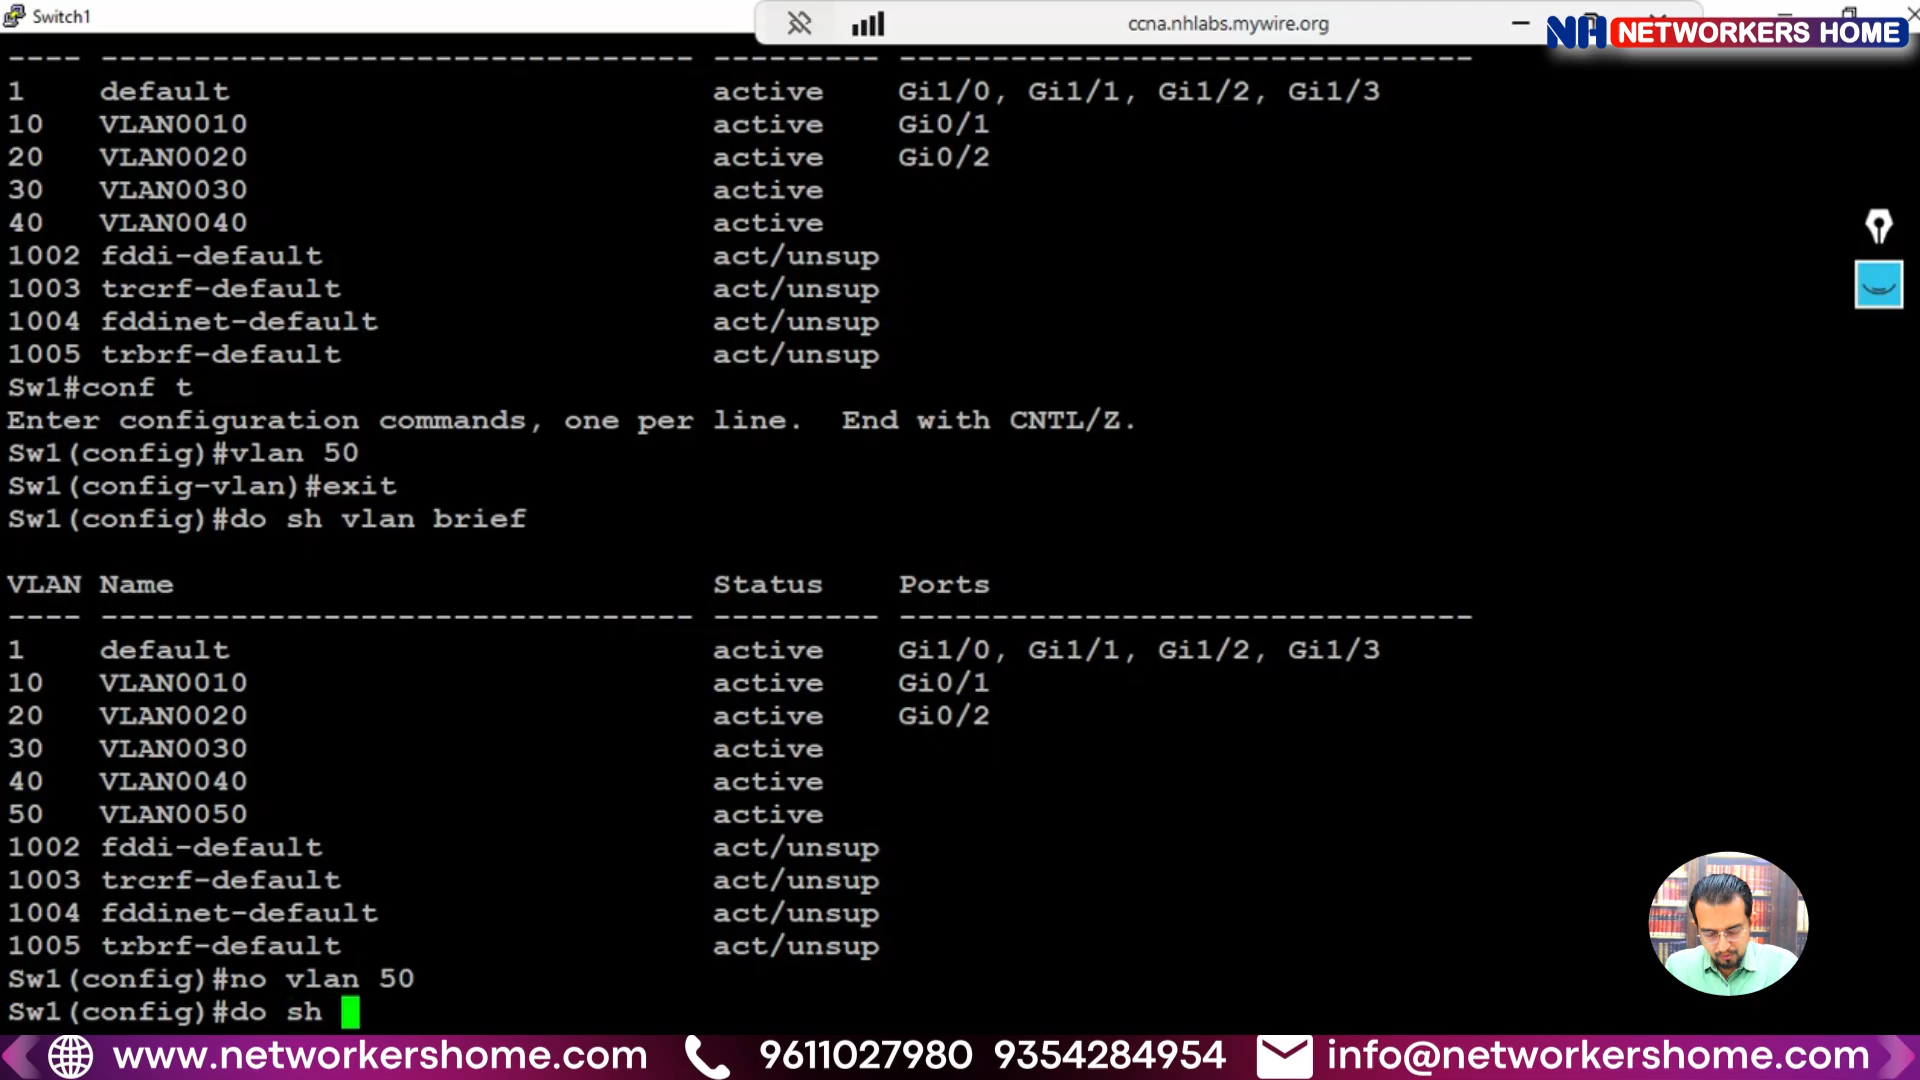 Switch1
ccna.nhlabs.mywire.org
NH NETWORKERS HOME
---- -------------------------------- --------- -------------------------------
1 default active Gi1/0, Gi1/1, Gi1/2, Gi1/3
10 VLAN0010 active Gi0/1
20 VLAN0020 active Gi0/2
30 VLAN0030 active
40 VLAN0040 active
1002 fddi-default act/unsup
1003 trcrf-default act/unsup
1004 fddinet-default act/unsup
1005 trbrf-default act/unsup
Sw1#conf t
Enter configuration commands, one per line. End with CNTL/Z.
Sw1(config)#vlan 50
Sw1(config-vlan)#exit
Sw1(config)#do sh vlan brief
VLAN Name Status Ports
---- -------------------------------- --------- -------------------------------
1 default active Gi1/0, Gi1/1, Gi1/2, Gi1/3
10 VLAN0010 active Gi0/1
20 VLAN0020 active Gi0/2
30 VLAN0030 active
40 VLAN0040 active
50 VLAN0050 active
1002 fddi-default act/unsup
1003 trcrf-default act/unsup
1004 fddinet-default act/unsup
1005 trbrf-default act/unsup
Sw1(config)#no vlan 50
Sw1(config)#do sh
www.networkershome.com 9611027980 9354284954 info@networkershome.com